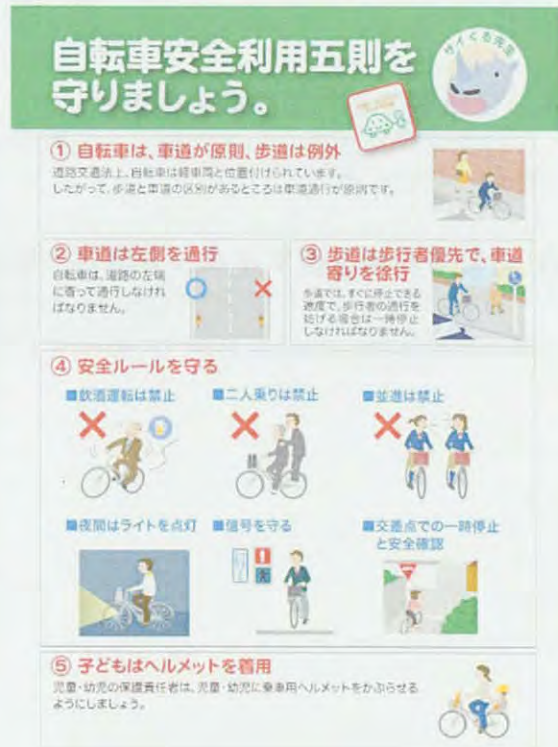 自転車安全利用五則を
守りましょう。
サイくる先生
① 自転車は、車道が原則、歩道は例外
道路交通法上、自転車は軽車両と位置付けられています。
したがって、歩道と車道の区別があるところは車道通行が原則です。
② 車道は左側を通行
自転車は、道路の左端
に寄って通行しなけれ
ばなりません。
③ 歩道は歩行者優先で、車道
寄りを徐行
歩道では、すぐに停止できる
速度で、歩行者の通行を
妨げる場合は一時停止
しなければなりません。
④ 安全ルールを守る
■飲酒運転は禁止
■二人乗りは禁止
■並進は禁止
■夜間はライトを点灯
■信号を守る
■交差点での一時停止
と安全確認
⑤ 子どもはヘルメットを着用
児童・幼児の保護責任者は、児童・幼児に乗車用ヘルメットをかぶらせる
ようにしましょう。